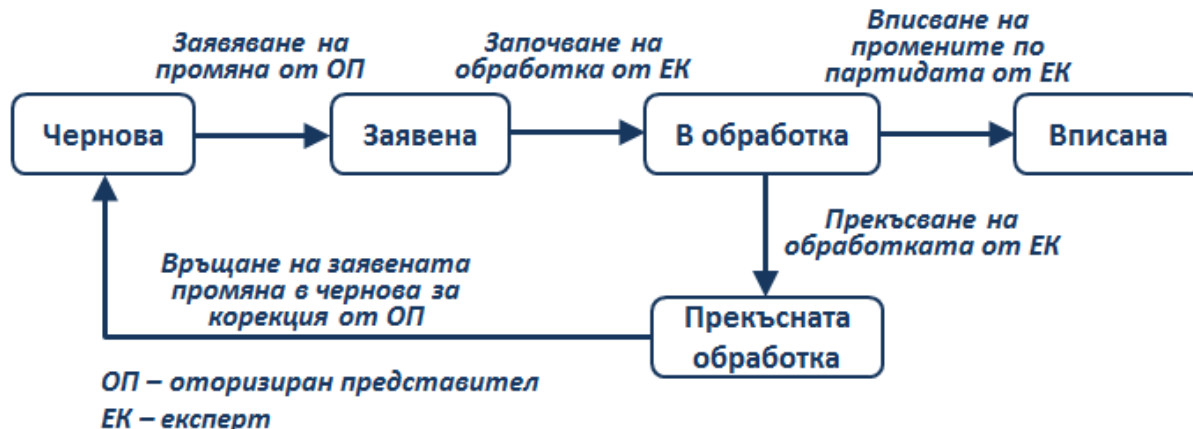 Заявяване на
промяна от ОП
Започване на
обработка от ЕК
Вписване на
промените по
партидата от ЕК
Чернова
Заявена
В обработка
Вписана
Прекъсване на
обработката от ЕК
Връщане на заявената
промяна в чернова за
корекция от ОП
Прекъсната
обработка
ОП – оторизиран представител
ЕК – експерт